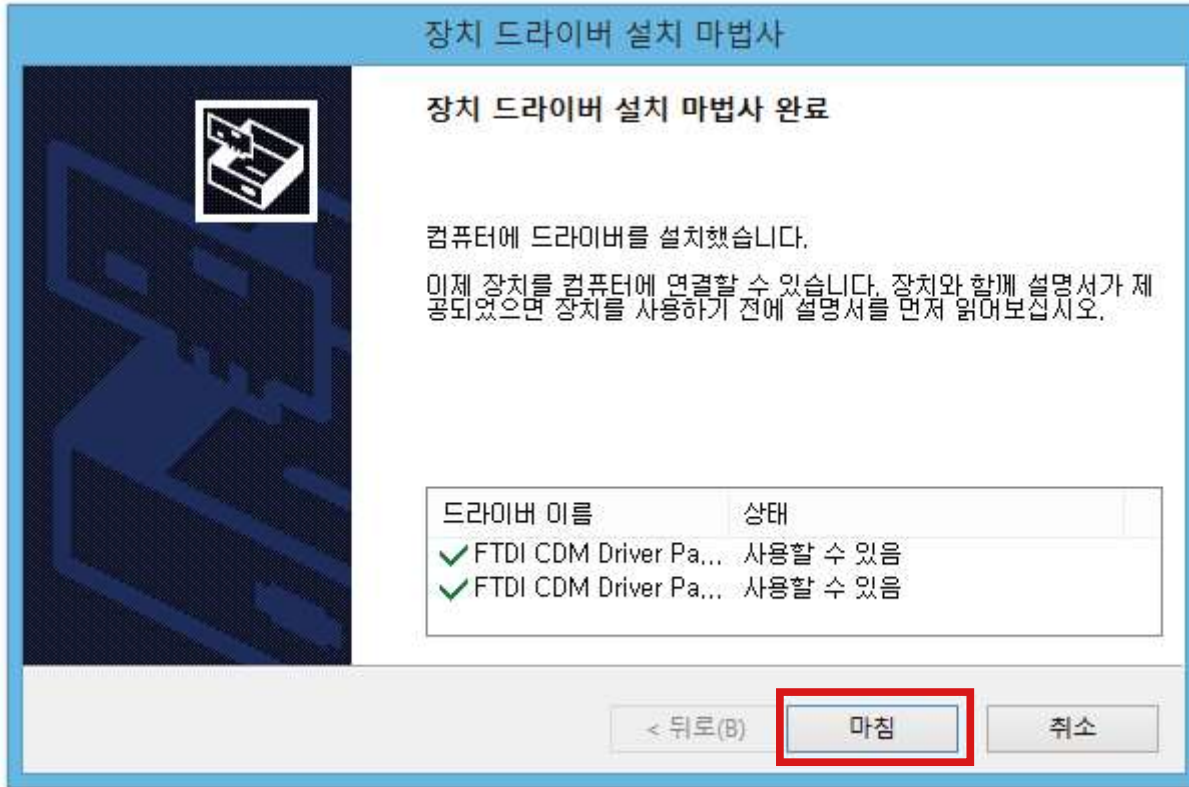 장치 드라이버 설치 마법사
장치 드라이버 설치 마법사 완료
컴퓨터에 드라이버를 설치했습니다.
이제 장치를 컴퓨터에 연결할 수 있습니다. 장치와 함께 설명서가 제
공되었으면 장치를 사용하기 전에 설명서를 먼저 읽어보십시오.
드라이버 이름 상태
FTDI CDM Driver Pa... 사용할 수 있음
FTDI CDM Driver Pa... 사용할 수 있음
< 뒤로(B) 마침 취소